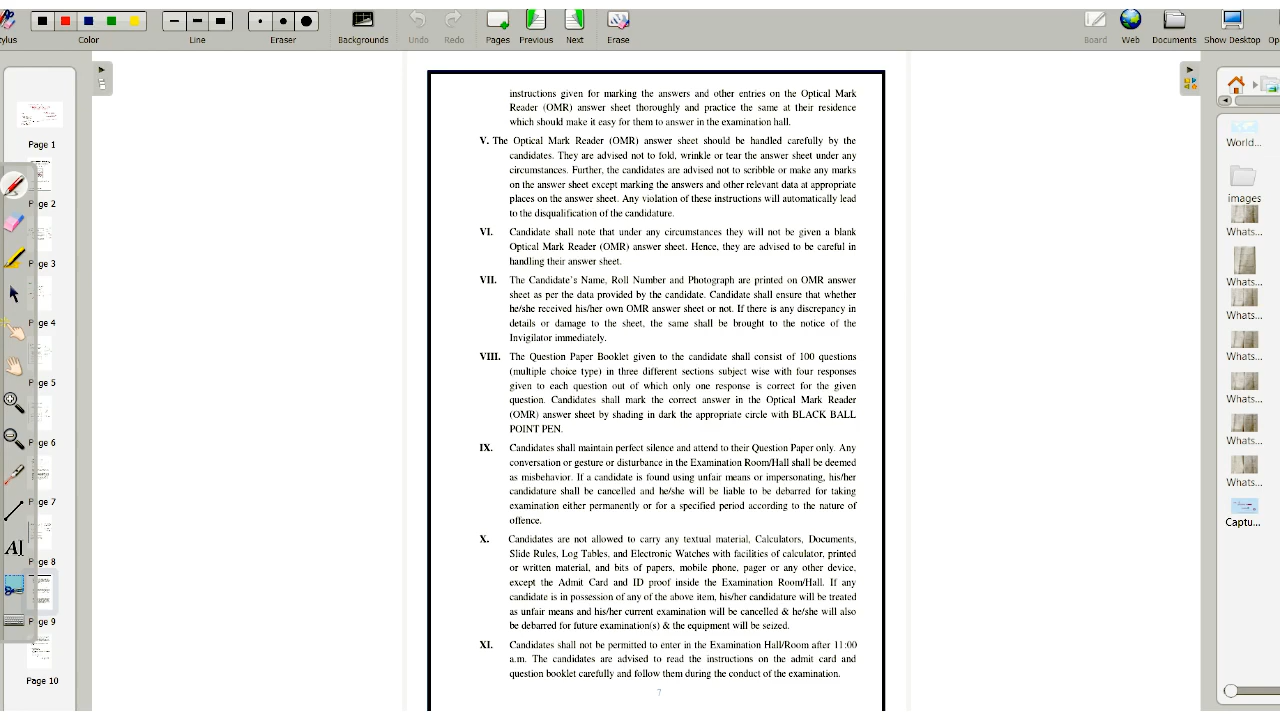 tylus
Color
Line
Eraser
Backgrounds
Undo
Redo
Pages
Previous
Next
Erase
Board
Web
Documents
Show Desktop
Op
Page 1
Page 2
Page 3
Page 4
Page 5
Page 6
Page 7
Page 8
Page 9
Page 10
instructions given for marking the answers and other entries on the Optical Mark
Reader (OMR) answer sheet thoroughly and practice the same at their residence
which should make it easy for them to answer in the examination hall.
V. The Optical Mark Reader (OMR) answer sheet should be handled carefully by the
candidates. They are advised not to fold, wrinkle or tear the answer sheet under any
circumstances. Further, the candidates are advised not to scribble or make any marks
on the answer sheet except marking the answers and other relevant data at appropriate
places on the answer sheet. Any violation of these instructions will automatically lead
to the disqualification of the candidature.
VI. Candidate shall note that under any circumstances they will not be given a blank
Optical Mark Reader (OMR) answer sheet. Hence, they are advised to be careful in
handling their answer sheet.
VII. The Candidate's Name, Roll Number and Photograph are printed on OMR answer
sheet as per the data provided by the candidate. Candidate shall ensure that whether
he/she received his/her own OMR answer sheet or not. If there is any discrepancy in
details or damage to the sheet, the same shall be brought to the notice of the
Invigilator immediately.
VIII. The Question Paper Booklet given to the candidate shall consist of 100 questions
(multiple choice type) in three different sections subject wise with four responses
given to each question out of which only one response is correct for the given
question. Candidates shall mark the correct answer in the Optical Mark Reader
(OMR) answer sheet by shading in dark the appropriate circle with BLACK BALL
POINT PEN.
IX. Candidates shall maintain perfect silence and attend to their Question Paper only. Any
conversation or gesture or disturbance in the Examination Room/Hall shall be deemed
as misbehavior. If a candidate is found using unfair means or impersonating, his/her
candidature shall be cancelled and he/she will be liable to be debarred for taking
examination either permanently or for a specified period according to the nature of
offence.
X. Candidates are not allowed to carry any textual material, Calculators, Documents,
Slide Rules, Log Tables, and Electronic Watches with facilities of calculator, printed
or written material, and bits of papers, mobile phone, pager or any other device,
except the Admit Card and ID proof inside the Examination Room/Hall. If any
candidate is in possession of any of the above item, his/her candidature will be treated
as unfair means and his/her current examination will be cancelled & he/she will also
be debarred for future examination(s) & the equipment will be seized.
XI. Candidates shall not be permitted to enter in the Examination Hall/Room after 11:00
a.m. The candidates are advised to read the instructions on the admit card and
question booklet carefully and follow them during the conduct of the examination.
7
World...
images
Whats...
Whats...
Whats...
Whats...
Whats...
Whats...
Whats...
Captu...